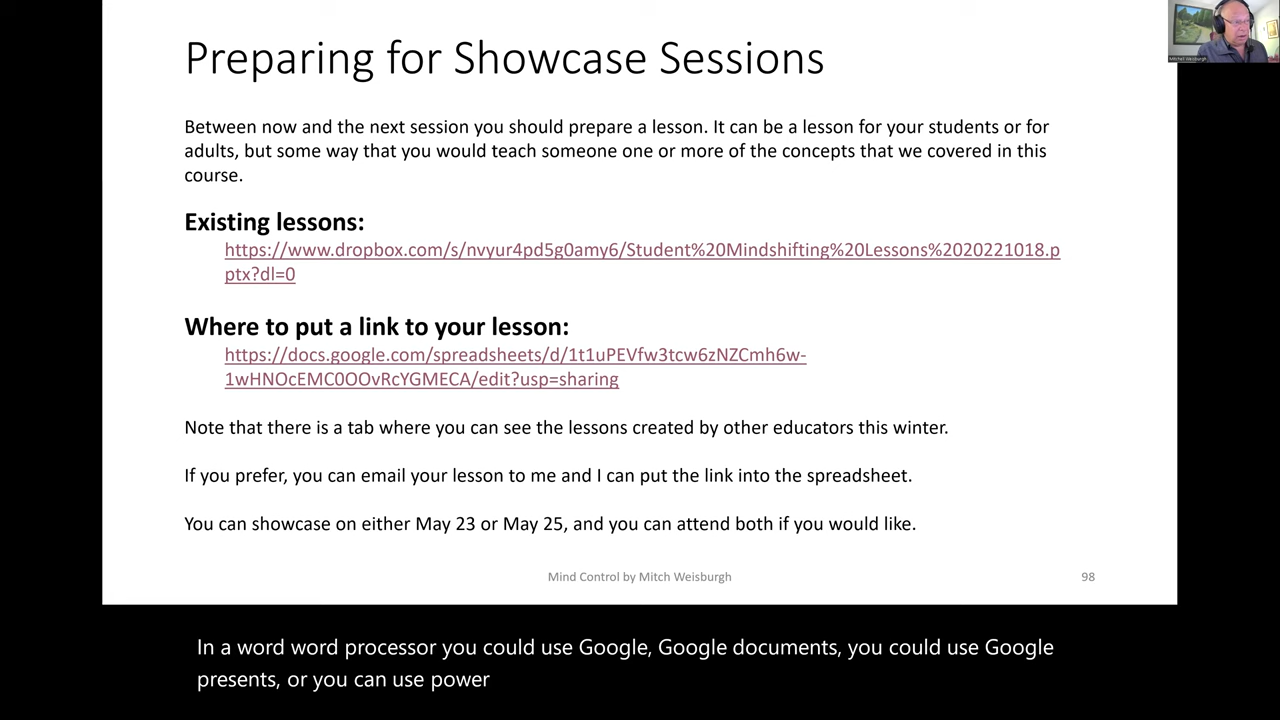 Preparing for Showcase Sessions
Between now and the next session you should prepare a lesson. It can be a lesson for your students or for
adults, but some way that you would teach someone one or more of the concepts that we covered in this
course.
Existing lessons:
https://www.dropbox.com/s/nvyur4pd5g0amy6/Student%20Mindshifting%20Lessons%2020221018.p
ptx?dl=0
Where to put a link to your lesson:
https://docs.google.com/spreadsheets/d/1t1uPEVfw3tcw6zNZCmh6w-
1wHNOcEMC0OOvRcYGMECA/edit?usp=sharing
Note that there is a tab where you can see the lessons created by other educators this winter.
If you prefer, you can email your lesson to me and I can put the link into the spreadsheet.
You can showcase on either May 23 or May 25, and you can attend both if you would like.
Mind Control by Mitch Weisburgh
98
In a word word processor you could use Google, Google documents, you could use Google
presents, or you can use power